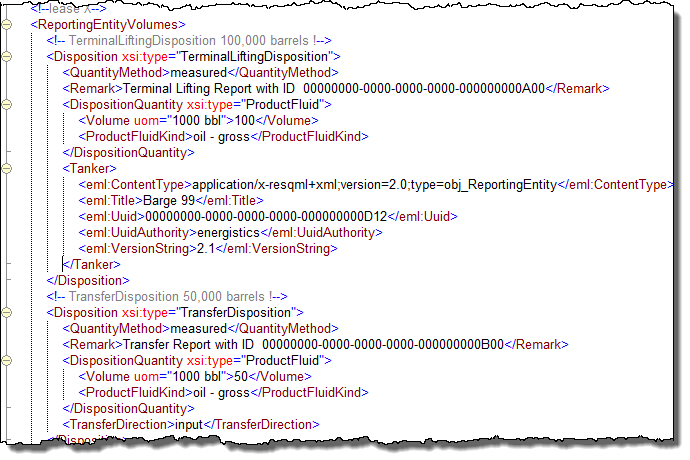 <!--lease X-->
<ReportingEntityVolumes>
<!-- TerminalLiftingDisposition 100,000 barrels !-->
<Disposition xsi:type="TerminalLiftingDisposition">
<QuantityMethod>measured</QuantityMethod>
<Remark>Terminal Lifting Report with ID  00000000-0000-0000-0000-000000000A00</Remark>
<DispositionQuantity xsi:type="ProductFluid">
<Volume uom="1000 bbl">100</Volume>
<ProductFluidKind>oil - gross</ProductFluidKind>
</DispositionQuantity>
<Tanker>
<eml:ContentType>application/x-resqml+xml;version=2.0;type=obj_ReportingEntity</eml:ContentType>
<eml:Title>Barge 99</eml:Title>
<eml:Uuid>00000000-0000-0000-0000-000000000D12</eml:Uuid>
<eml:UuidAuthority>energistics</eml:UuidAuthority>
<eml:VersionString>2.1</eml:VersionString>
</Tanker>
</Disposition>
<!-- TransferDisposition 50,000 barrels !-->
<Disposition xsi:type="TransferDisposition">
<QuantityMethod>measured</QuantityMethod>
<Remark>Transfer Report with ID  00000000-0000-0000-0000-000000000B00</Remark>
<DispositionQuantity xsi:type="ProductFluid">
<Volume uom="1000 bbl">50</Volume>
<ProductFluidKind>oil - gross</ProductFluidKind>
</DispositionQuantity>
<TransferDirection>input</TransferDirection>
</Disposition>